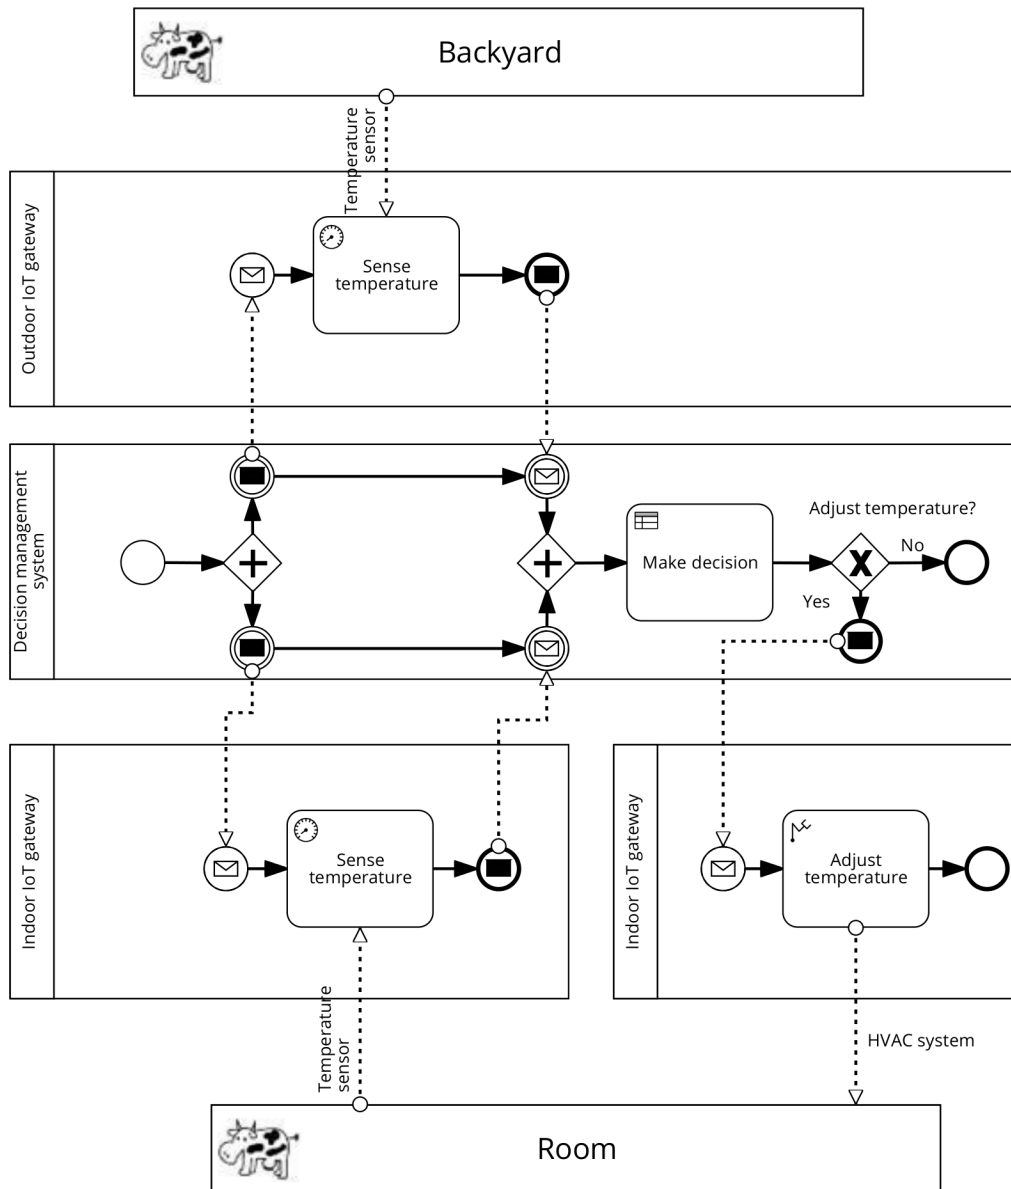 Backyard
Temperature
sensor
Outdoor IoT gateway
Sense
temperature
Decision management
system
Make decision
Adjust temperature?
No
Yes
Indoor IoT gateway
Sense
temperature
Indoor IoT gateway
Adjust
temperature
Temperature
sensor
HVAC system
Room